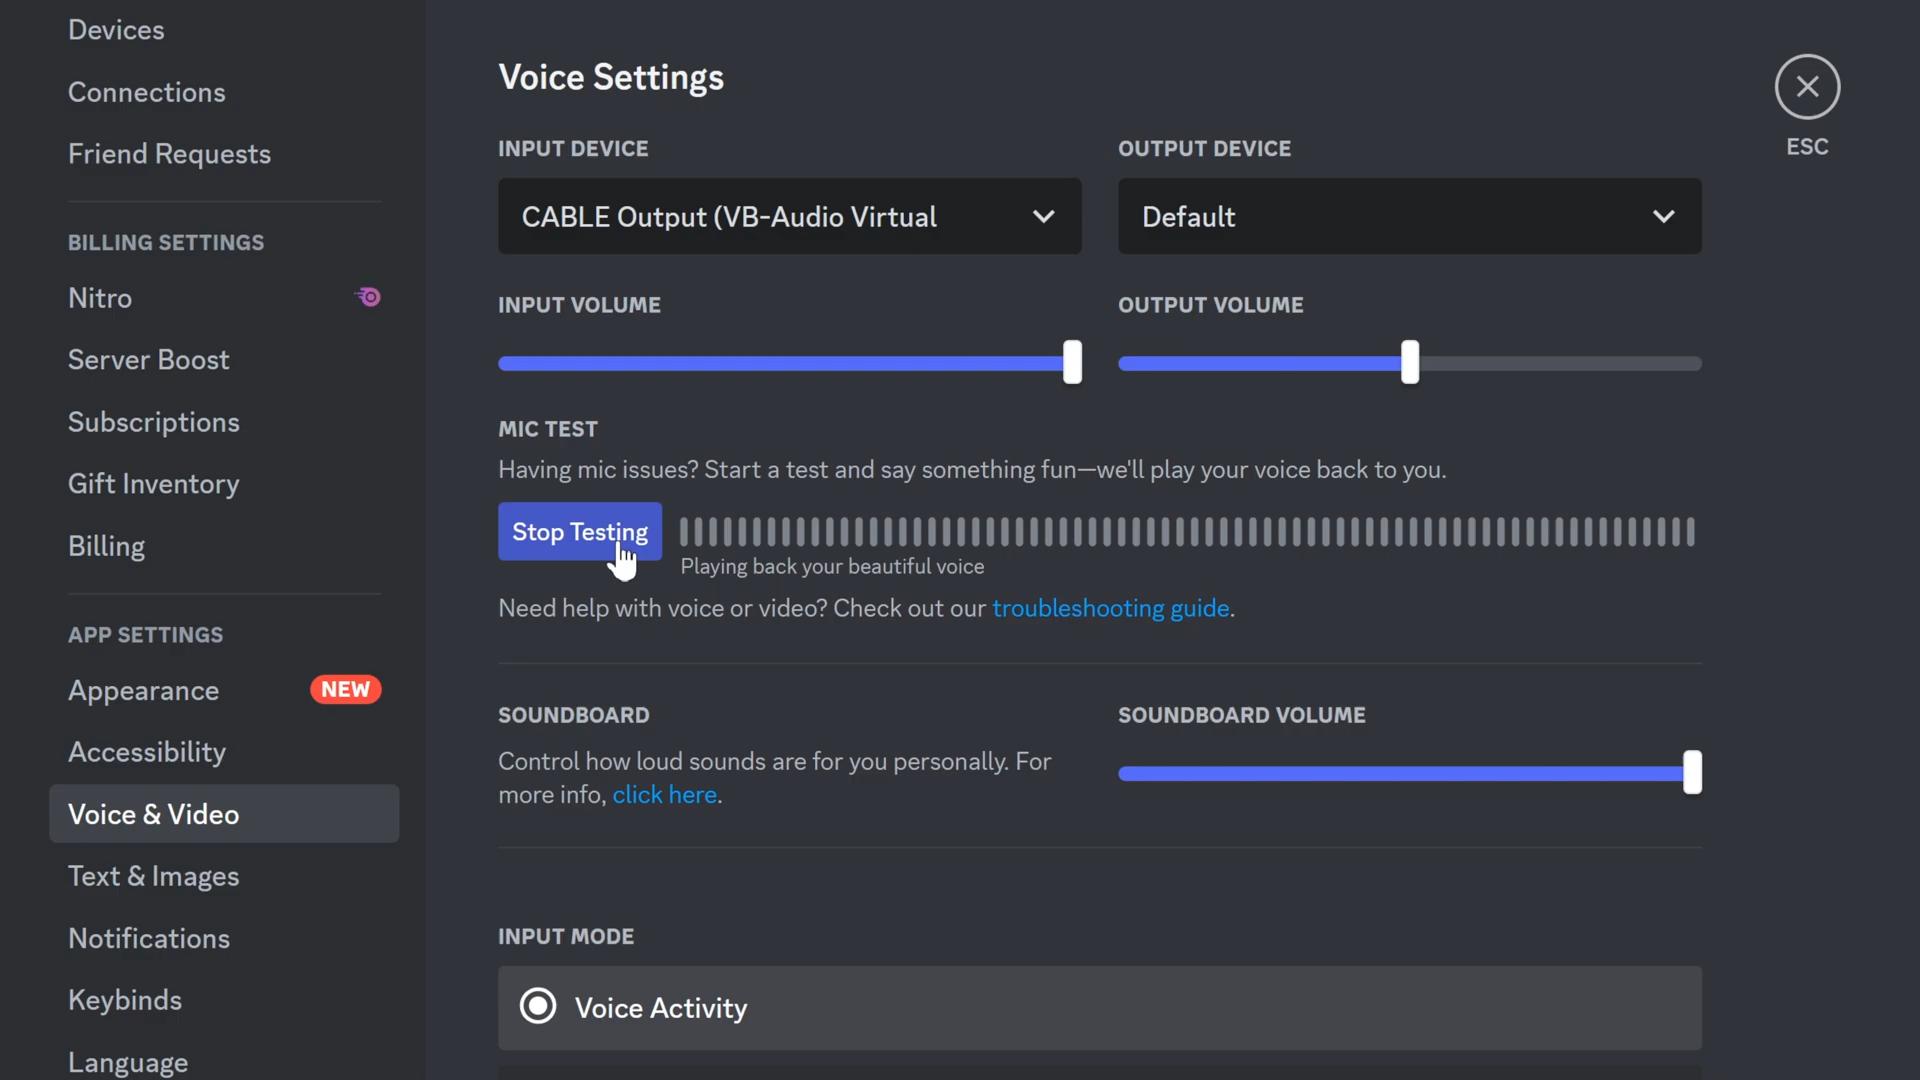 Devices
Connections
Friend Requests
BILLING SETTINGS
Nitro
Server Boost
Subscriptions
Gift Inventory
Billing
APP SETTINGS
Appearance NEW
Accessibility
Voice & Video
Text & Images
Notifications
Keybinds
Language
Voice Settings
INPUT DEVICE
CABLE Output (VB-Audio Virtual
OUTPUT DEVICE
Default
INPUT VOLUME
OUTPUT VOLUME
MIC TEST
Having mic issues? Start a test and say something fun—we'll play your voice back to you.
Stop Testing
Playing back your beautiful voice
Need help with voice or video? Check out our troubleshooting guide.
SOUNDBOARD
Control how loud sounds are for you personally. For
more info, click here.
SOUNDBOARD VOLUME
INPUT MODE
Voice Activity
ESC